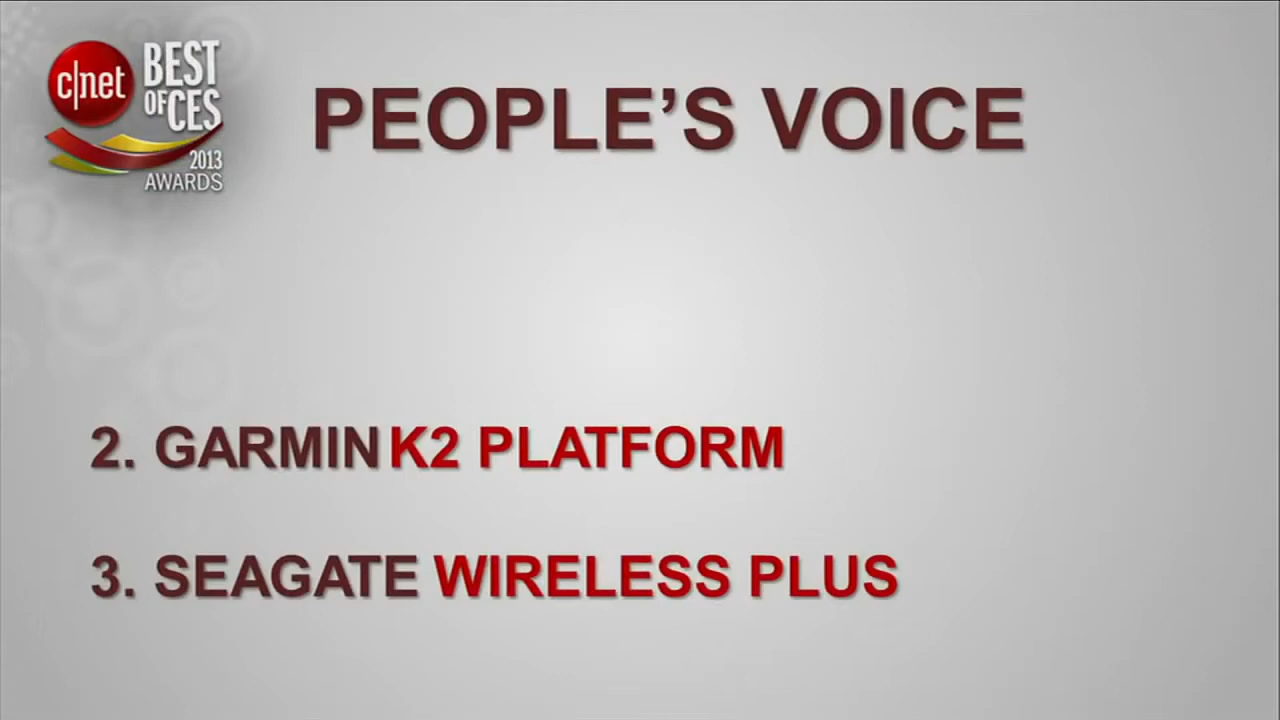 c|net
BEST
OF CES
2013
AWARDS
PEOPLE'S VOICE
2. GARMIN K2 PLATFORM
3. SEAGATE WIRELESS PLUS